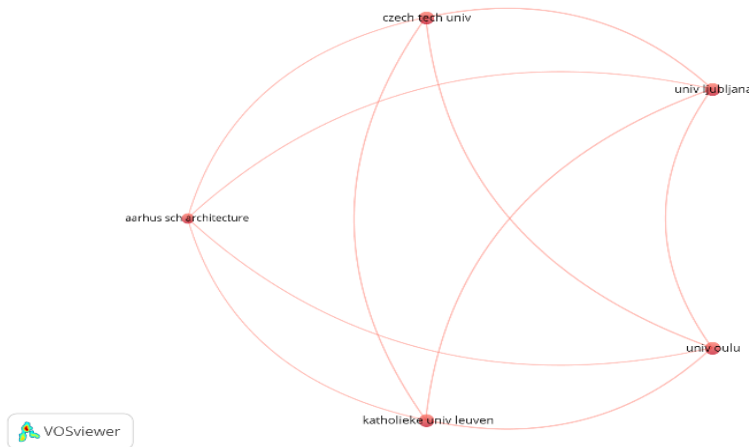 czech tech univ
univ ljubljana
aarhus sch architecture
univ oulu
katholieke univ leuven
VOSviewer